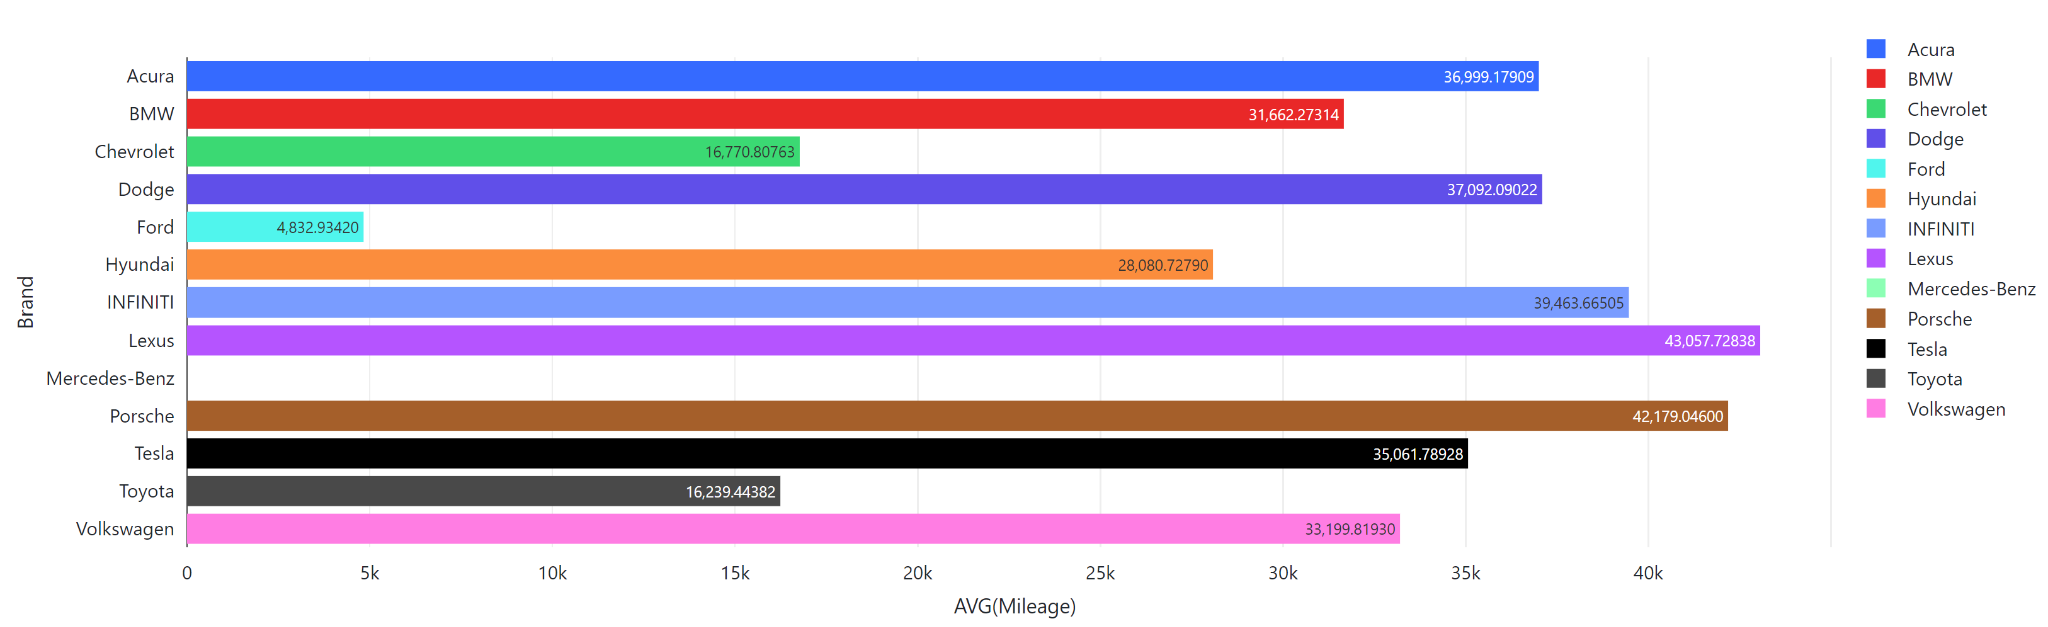 Acura 36,999.17909
BMW 31,662.27314
Chevrolet 16,770.80763
Dodge 37,092.09022
Ford 4,832.93420
Hyundai 28,080.72790
INFINITI 39,463.66505
Lexus 43,057.72838
Mercedes-Benz
Porsche 42,179.04600
Tesla 35,061.78928
Toyota 16,239.44382
Volkswagen 33,199.81930
Brand
0 5k 10k 15k 20k 25k 30k 35k 40k
AVG(Mileage)
Acura
BMW
Chevrolet
Dodge
Ford
Hyundai
INFINITI
Lexus
Mercedes-Benz
Porsche
Tesla
Toyota
Volkswagen